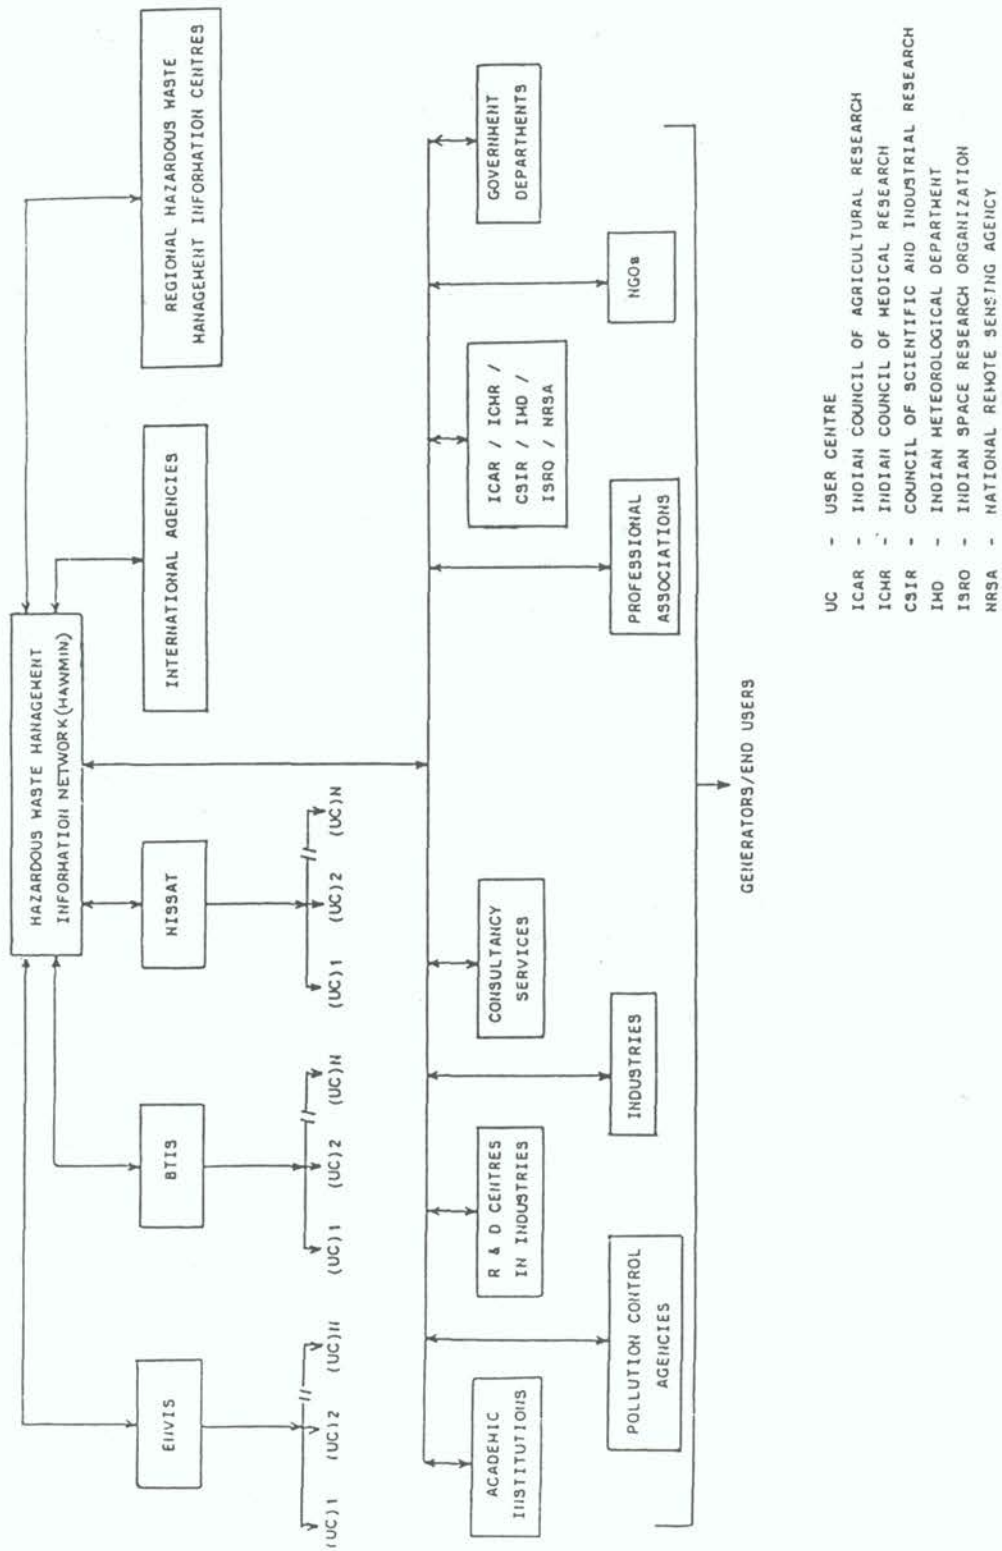 HAZARDOUS WASTE MANAGEMENT
INFORMATION NETWORK(HAWMIN)
ENVIS
BTIS
NISSAT
INTERNATIONAL AGENCIES
REGIONAL HAZARDOUS WASTE
MANAGEMENT INFORMATION CENTRES
(UC)1
(UC)2
(UC)N
(UC)1
(UC)2
(UC)N
(UC)1
(UC)2
(UC)N
ACADEMIC
INSTITUTIONS
R & D CENTRES
IN INDUSTRIES
CONSULTANCY
SERVICES
ICAR / ICMR /
CSIR / IMD /
ISRO / NRSA
GOVERNMENT
DEPARTMENTS
POLLUTION CONTROL
AGENCIES
INDUSTRIES
PROFESSIONAL
ASSOCIATIONS
NGOs
GENERATORS/END USERS
UC - USER CENTRE
ICAR - INDIAN COUNCIL OF AGRICULTURAL RESEARCH
ICMR - INDIAN COUNCIL OF MEDICAL RESEARCH
CSIR - COUNCIL OF SCIENTIFIC AND INDUSTRIAL RESEARCH
IMD - INDIAN METEOROLOGICAL DEPARTMENT
ISRO - INDIAN SPACE RESEARCH ORGANIZATION
NRSA - NATIONAL REMOTE SENSING AGENCY